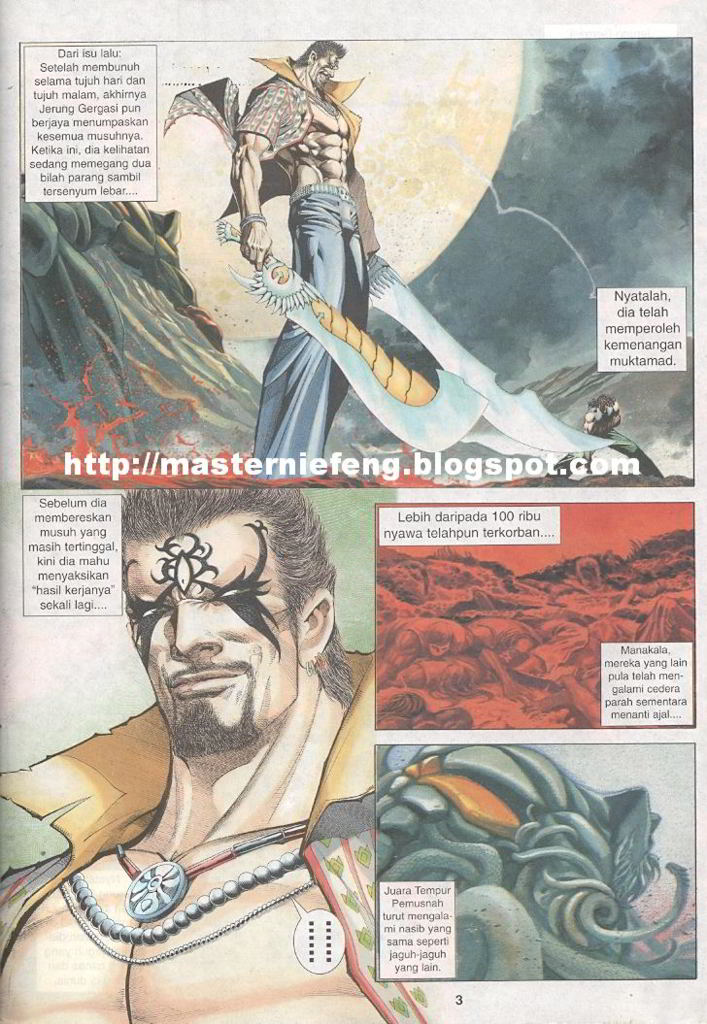 Dari isu lalu:
Setelah membunuh
selama tujuh hari dan
tujuh malam, akhirnya
Jerung Gergasi pun
berjaya menumpaskan
kesemua musuhnya.
Ketika ini, dia kelihatan
sedang memegang dua
bilah parang sambil
tersenyum lebar....
Nyatalah,
dia telah
memperoleh
kemenangan
muktamad.
http://masterniefeng.blogspot.com
Sebelum dia
membereskan
musuh yang
masih tertinggal,
kini dia mahu
menyaksikan
"hasil kerjanya"
sekali lagi....
Lebih daripada 100 ribu
nyawa telahpun terkorban....
Manakala,
mereka yang lain
pula telah men-
galami cedera
parah sementara
menanti ajal....
Juara Tempur
Pemusnah
turut mengala-
mi nasib yang
sama seperti
jaguh-jaguh
yang lain.
3